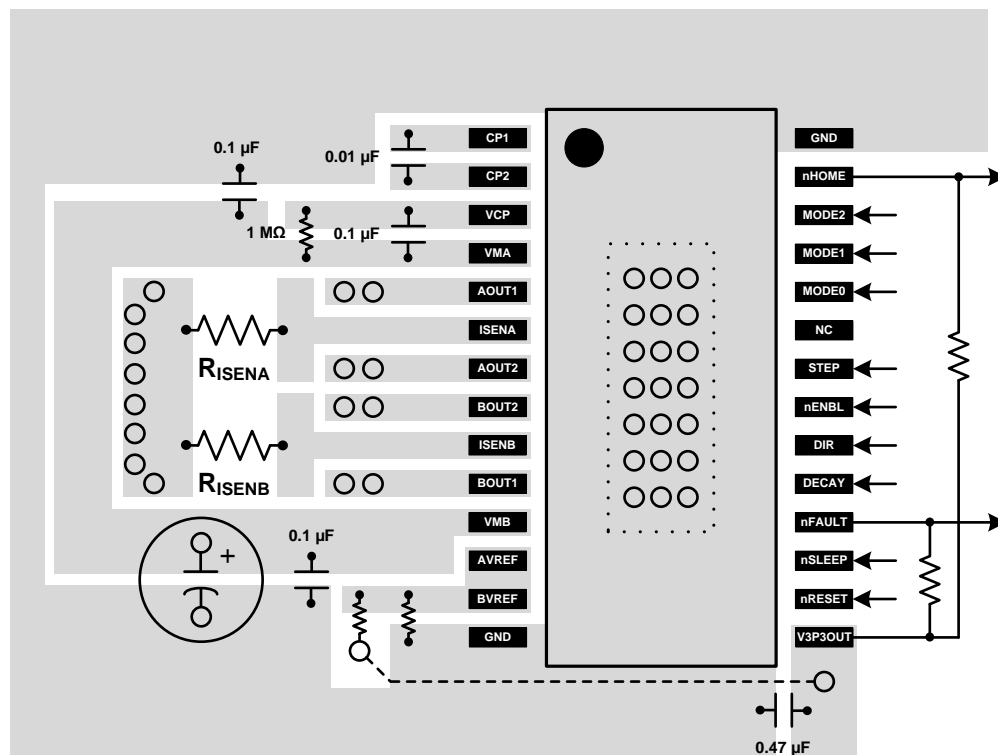 CP1
CP2
VCP
VMA
AOUT1
ISENA
AOUT2
BOUT2
ISENB
BOUT1
VMB
AVREF
BVREF
GND
GND
nHOME
MODE2
MODE1
MODE0
NC
STEP
nENBL
DIR
DECAY
nFAULT
nSLEEP
nRESET
V3P3OUT
0.1 µF
0.01 µF
1 MΩ
0.1 µF
RISENA
RISENB
0.1 µF
+
0.47 µF